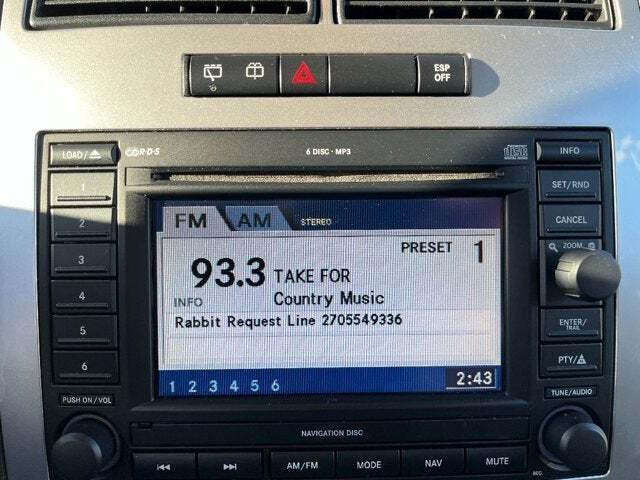 ESP
OFF
LOAD/
R·D·S
6 DISC · MP3
DISC
INFO
1
2
3
4
5
6
PUSH ON/VOL
FM AM STEREO
PRESET 1
93.3 TAKE FOR
INFO Country Music
Rabbit Request Line 2705549336
1 2 3 4 5 6 2:43
SET/RND
CANCEL
ZOOM
ENTER/
TRAIL
PTY/
TUNE/AUDIO
NAVIGATION DISC
AM/FM MODE NAV MUTE
REC